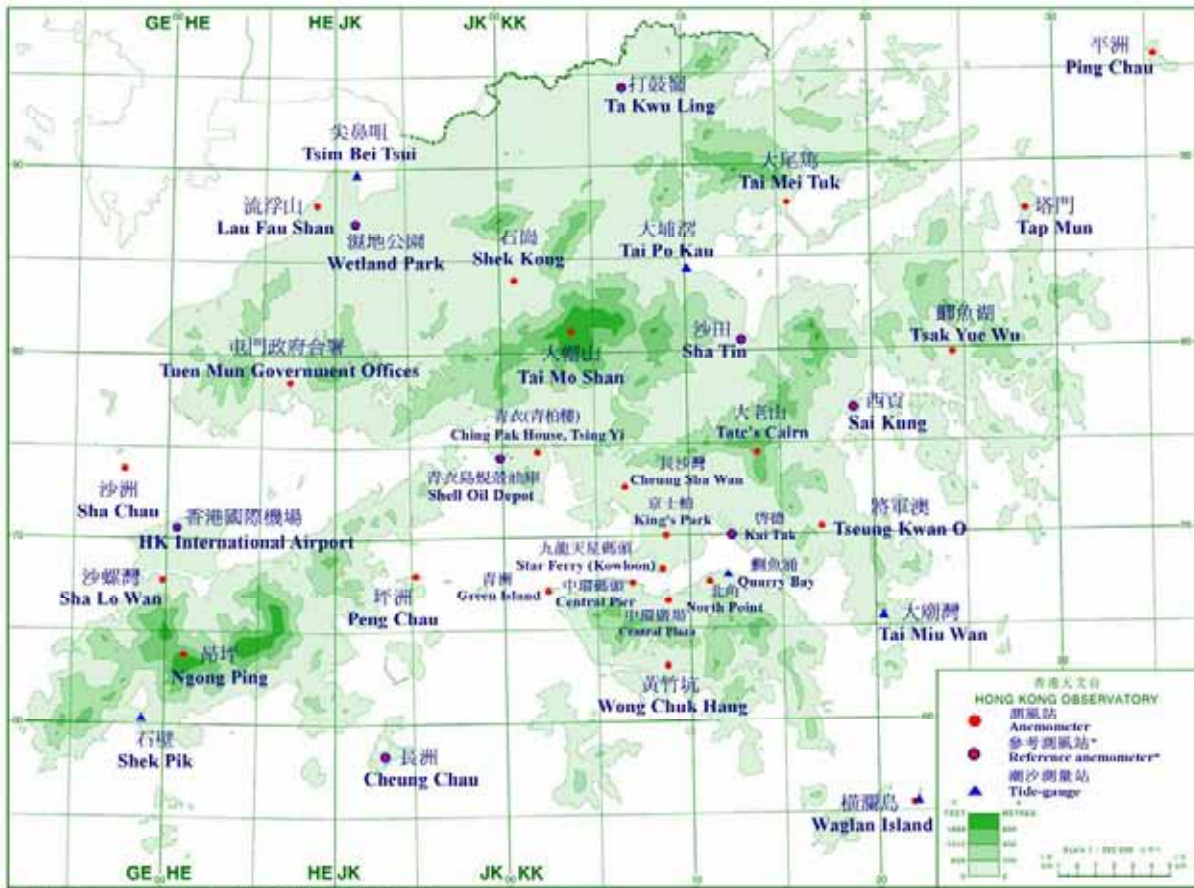 GE HE
HE JK
JK KK
平洲
Ping Chau
打鼓嶺
Ta Kwu Ling
尖鼻咀
Tsim Bei Tsui
大尾篤
Tai Mei Tuk
流浮山
Lau Fau Shan
濕地公園
Wetland Park
石崗
Shek Kong
大埔滘
Tai Po Kau
塔門
Tap Mun
鰂魚湖
Tsak Yue Wu
沙田
Sha Tin
屯門政府合署
Tuen Mun Government Offices
大帽山
Tai Mo Shan
西貢
Sai Kung
青衣(青柏樓)
Ching Pak House, Tsing Yi
大老山
Tate's Cairn
青衣島蜆殼油庫
Shell Oil Depot
長沙灣
Cheung Sha Wan
沙洲
Sha Chau
香港國際機場
HK International Airport
京士柏
King's Park
啓德
Kai Tak
將軍澳
Tseung Kwan O
沙螺灣
Sha Lo Wan
坪洲
Peng Chau
九龍天星碼頭
Star Ferry (Kowloon)
青洲
Green Island
中環碼頭
Central Pier
鰂魚涌
Quarry Bay
北角
North Point
中環廣場
Central Plaza
大廟灣
Tai Miu Wan
昂坪
Ngong Ping
黃竹坑
Wong Chuk Hang
石壁
Shek Pik
長洲
Cheung Chau
橫瀾島
Waglan Island
香港天文台
HONG KONG OBSERVATORY
測風站
Anemometer
參考測風站*
Reference anemometer*
潮汐測量站
Tide-gauge
FEET
METRES
GE HE
HE JK
JK KK